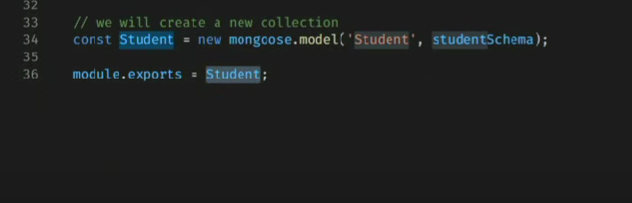 32
33 // we will create a new collection
34 const Student = new mongoose.model('Student', studentSchema);
35
36 module.exports = Student;